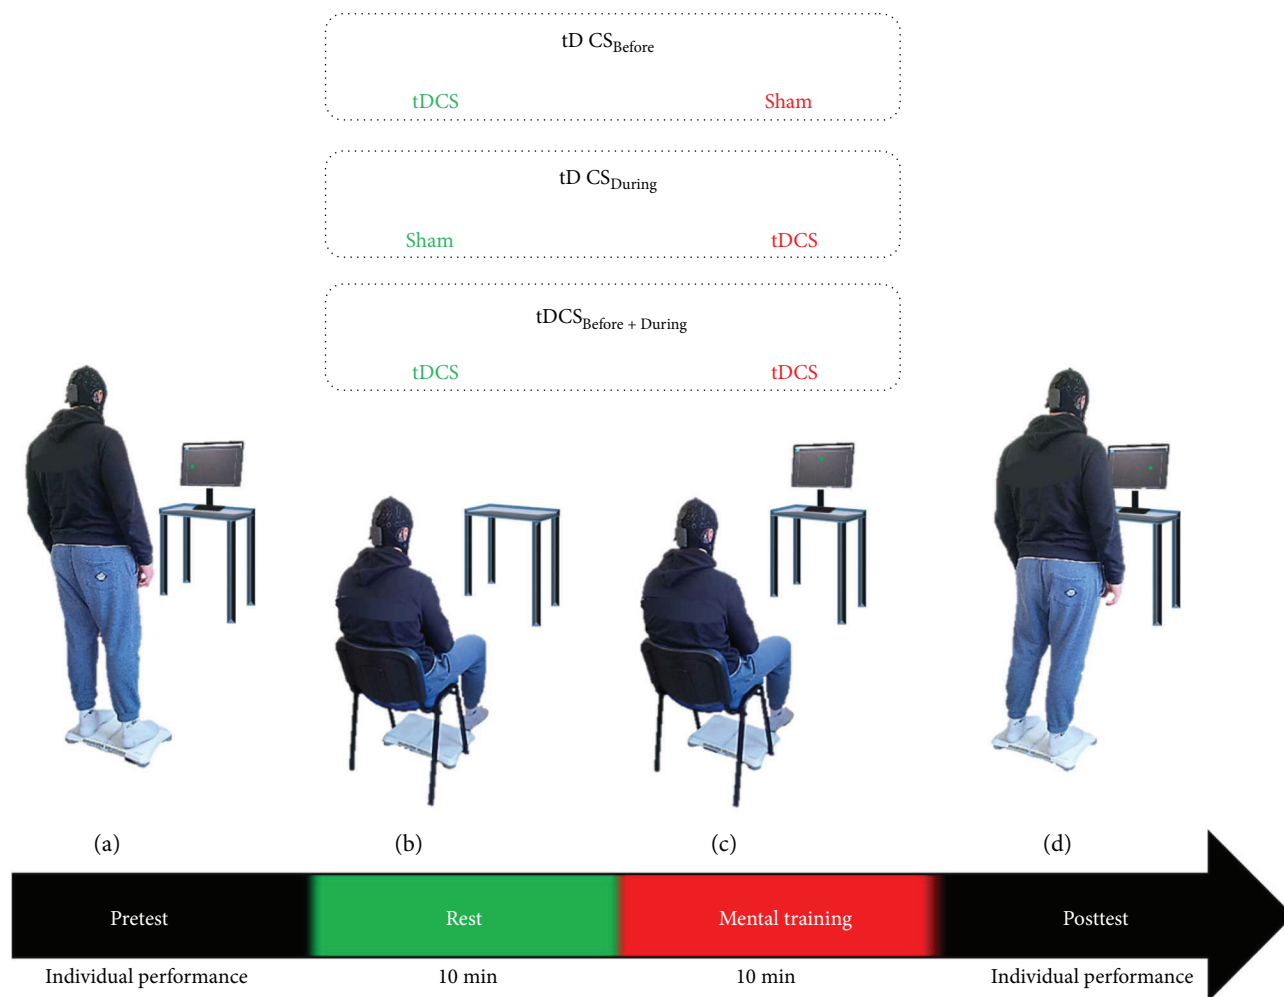 tD CSBefore
tDCS Sham
tD CSDuring
Sham tDCS
tDCSBefore + During
tDCS tDCS
(a) (b) (c) (d)
Pretest Rest Mental training Posttest
Individual performance 10 min 10 min Individual performance